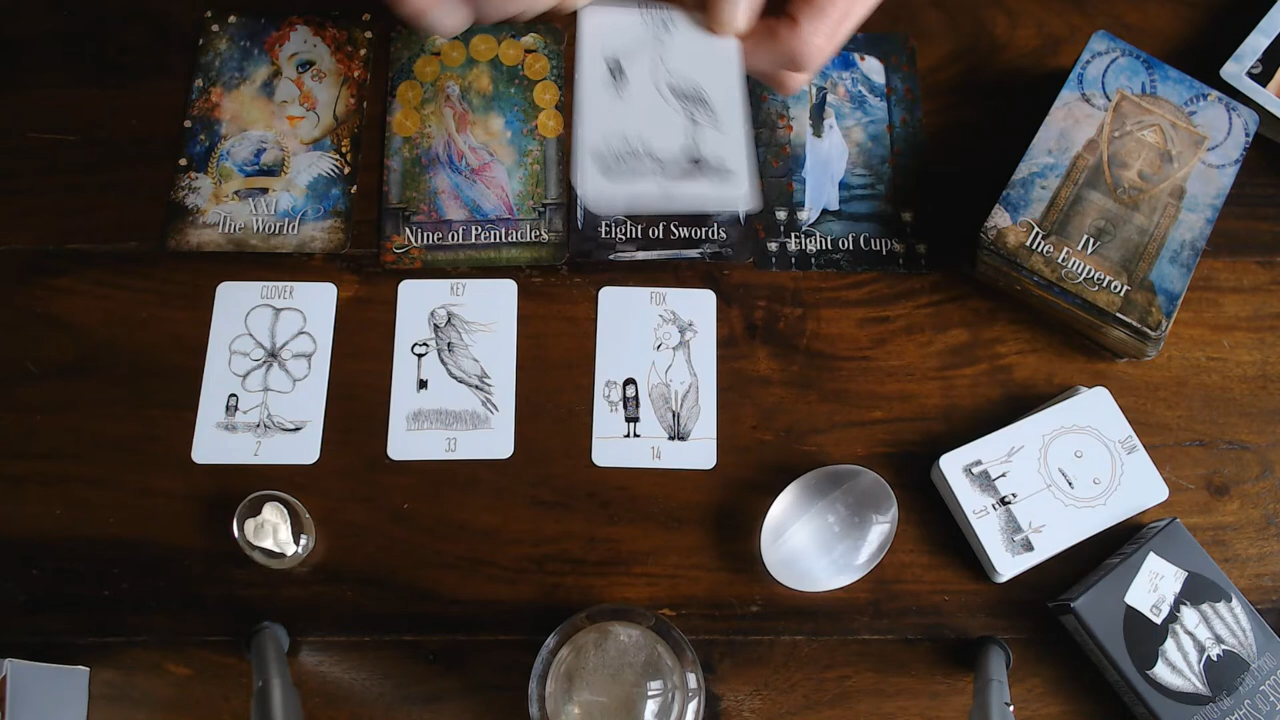 XXI
The World
Nine of Pentacles
Eight of Swords
Eight of Cups
IV
The Emperor
CLOVER
2
KEY
33
FOX
14
SUN
31